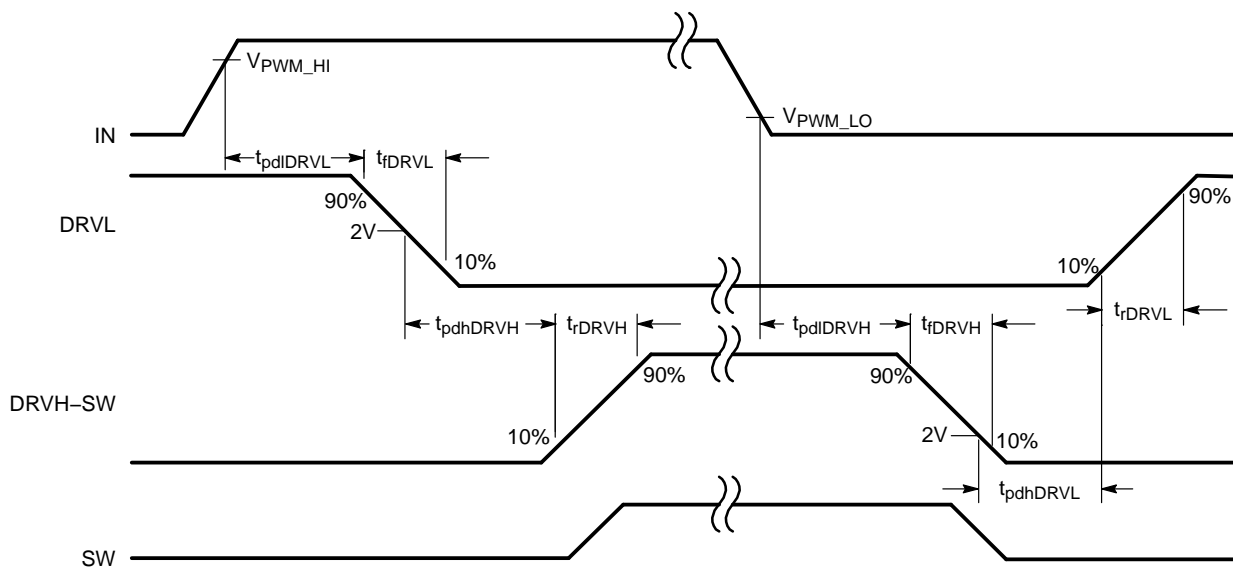 VPWM_HI
IN
VPWM_LO
tpdlDRVL
tfDRVL
90%
90%
DRVL
2V
10%
10%
tpdhDRVH
trDRVH
tpdlDRVH
tfDRVH
trDRVL
90%
90%
DRVH–SW
10%
2V
10%
tpdhDRVL
SW